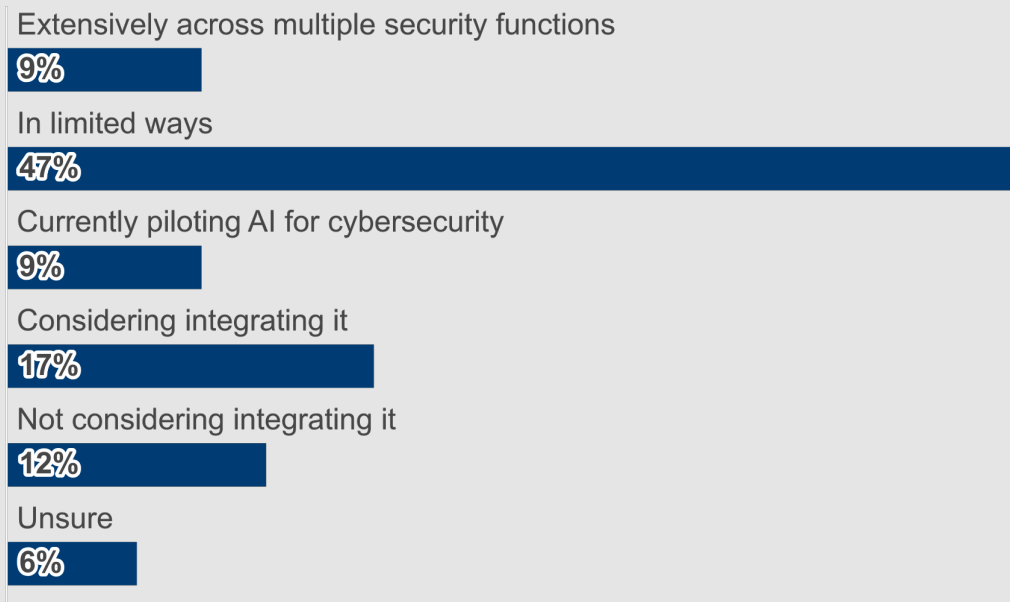 Extensively across multiple security functions
9%
In limited ways
47%
Currently piloting AI for cybersecurity
9%
Considering integrating it
17%
Not considering integrating it
12%
Unsure
6%